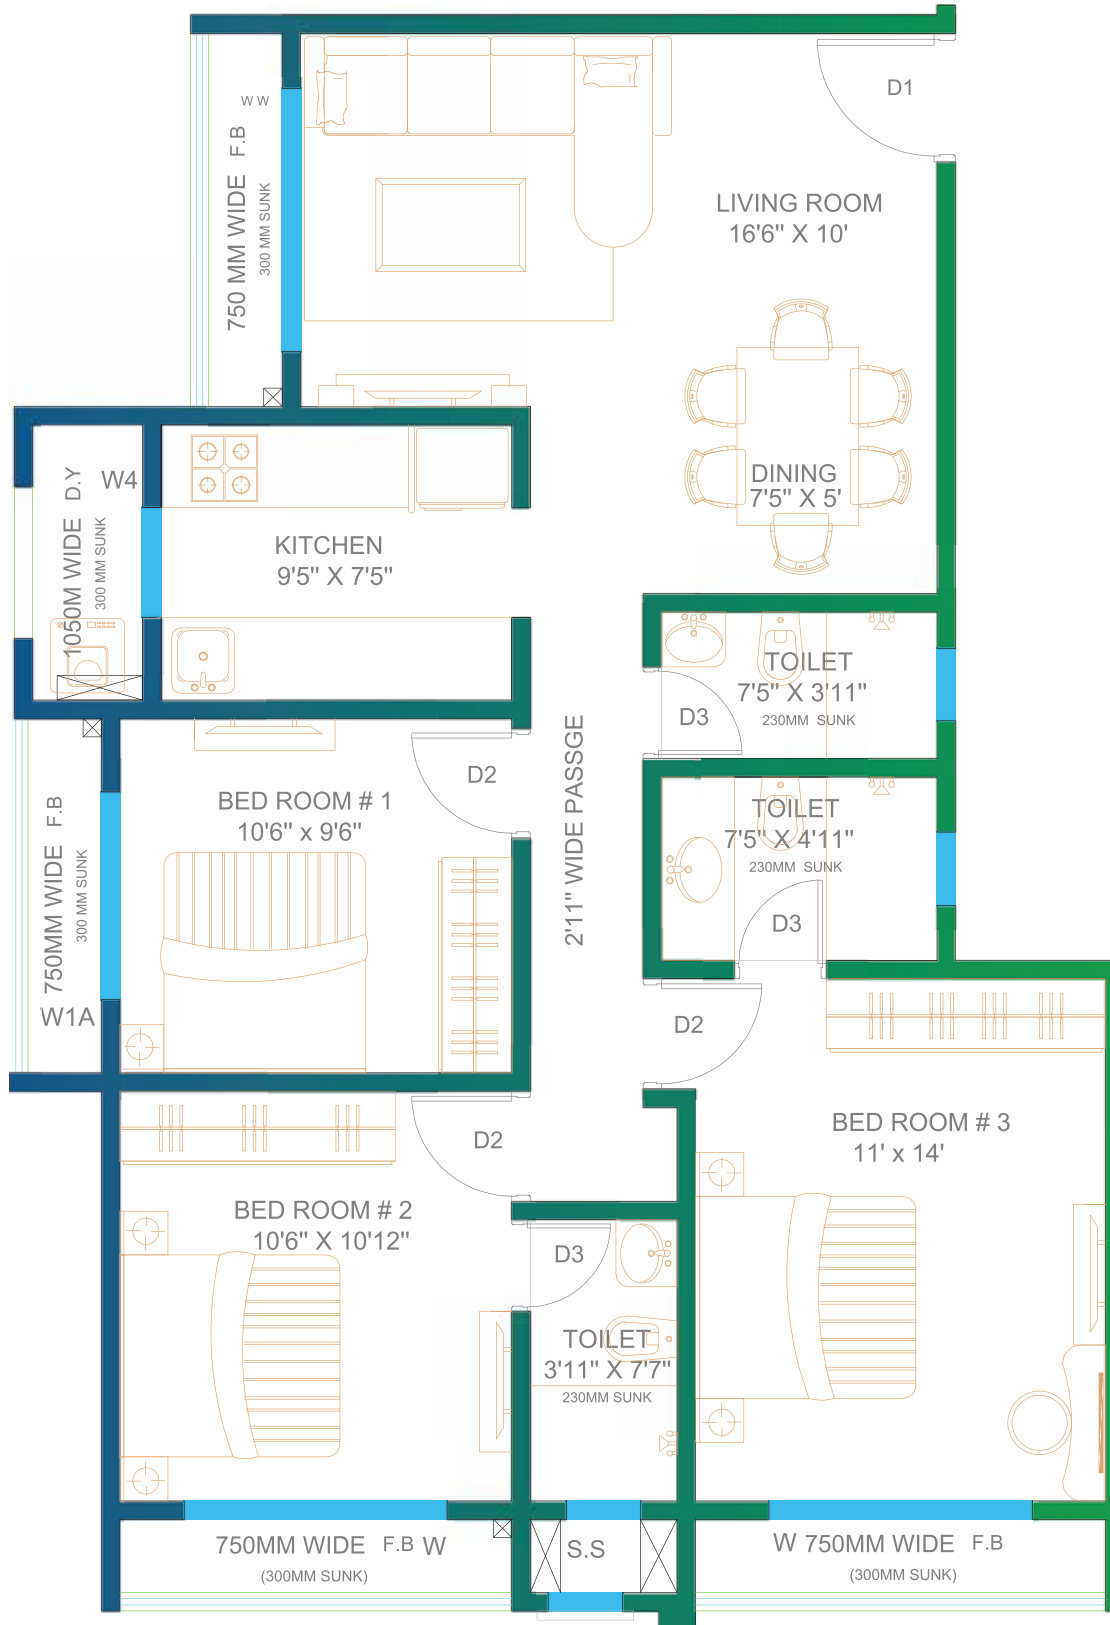 D1
W W
750 MM WIDE F.B
300 MM SUNK
LIVING ROOM
16'6" X 10'
DINING
7'5" X 5'
W4
1050M WIDE D.Y
300 MM SUNK
KITCHEN
9'5" X 7'5"
TOILET
7'5" X 3'11"
230MM SUNK
D3
D2
2'11" WIDE PASSGE
BED ROOM # 1
10'6" x 9'6"
750MM WIDE F.B
300 MM SUNK
W1A
TOILET
7'5" X 4'11"
230MM SUNK
D3
D2
D2
BED ROOM # 3
11' x 14'
BED ROOM # 2
10'6" X 10'12"
D3
TOILET
3'11" X 7'7"
230MM SUNK
750MM WIDE F.B W
(300MM SUNK)
S.S
W 750MM WIDE F.B
(300MM SUNK)